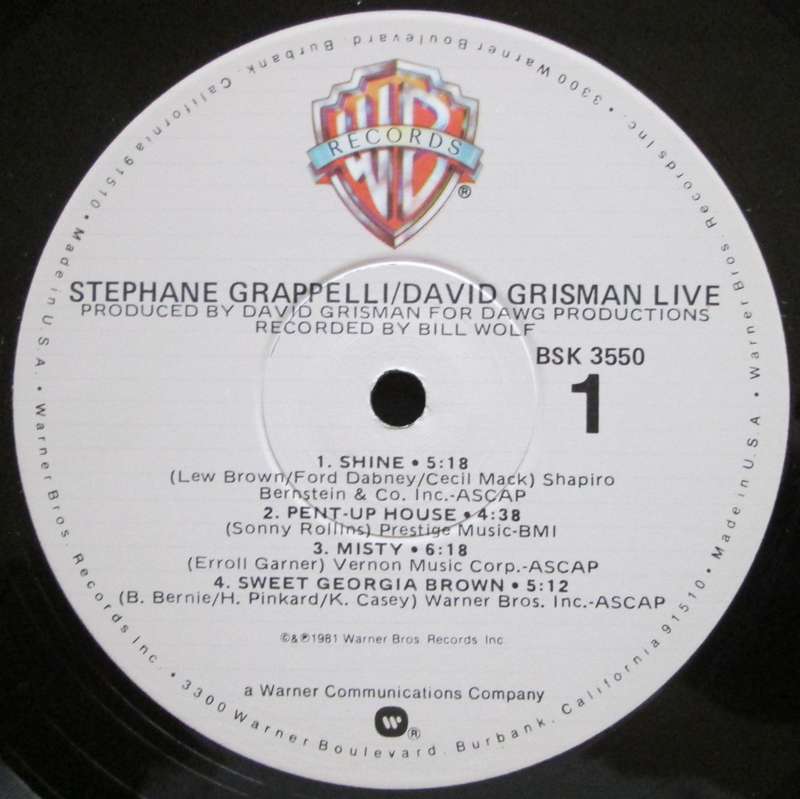 WB
RECORDS
®
STEPHANE GRAPPELLI/DAVID GRISMAN LIVE
PRODUCED BY DAVID GRISMAN FOR DAWG PRODUCTIONS
RECORDED BY BILL WOLF
BSK 3550
1
1. SHINE • 5:18
(Lew Brown/Ford Dabney/Cecil Mack) Shapiro
Bernstein & Co. Inc.-ASCAP
2. PENT-UP HOUSE • 4:38
(Sonny Rollins) Prestige Music-BMI
3. MISTY • 6:18
(Erroll Garner) Vernon Music Corp.-ASCAP
4. SWEET GEORGIA BROWN • 5:12
(B. Bernie/H. Pinkard/K. Casey) Warner Bros. Inc.-ASCAP
©&℗1981 Warner Bros. Records Inc.
a Warner Communications Company
®
Warner Bros. Records Inc. • 3300 Warner Boulevard. Burbank. California 91510 • Made in U.S.A. • Warner Bros. Records Inc. • 3300 Warner Boulevard. Burbank. California 91510 • Made in U.S.A. •